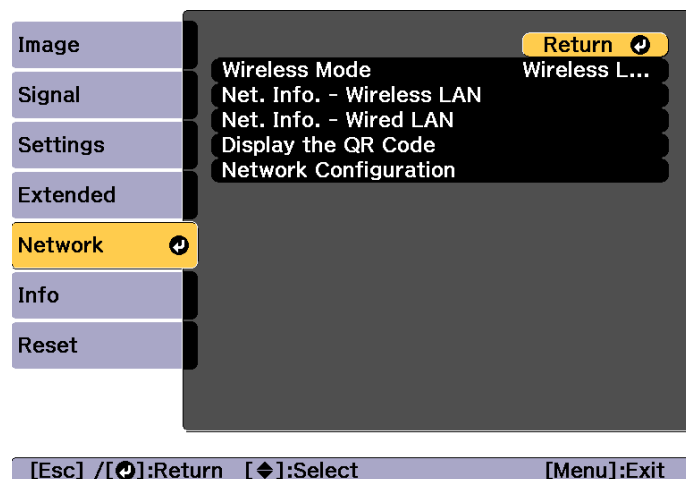 Image
Signal
Settings
Extended
Network
Info
Reset
Return
Wireless Mode Wireless L...
Net. Info. - Wireless LAN
Net. Info. - Wired LAN
Display the QR Code
Network Configuration
[Esc] /[⏎]:Return [◆]:Select [Menu]:Exit